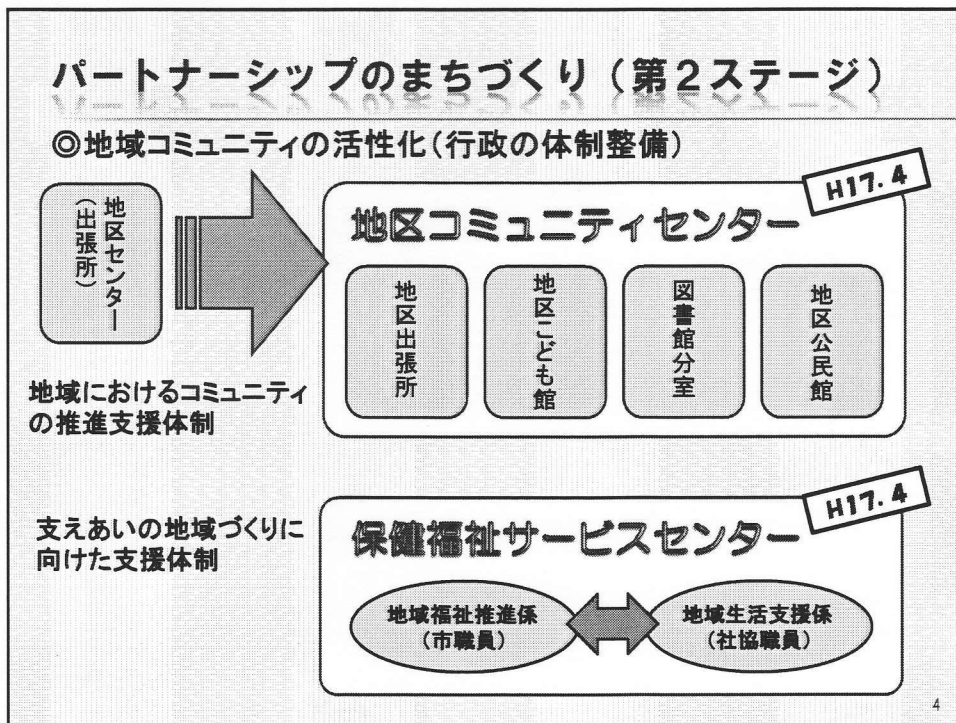 パートナーシップのまちづくり（第２ステージ）
◎地域コミュニティの活性化（行政の体制整備）
地区センター
（出張所）
H17.4
地区コミュニティセンター
地区出張所
地区こども館
図書館分室
地区公民館
地域におけるコミュニティ
の推進支援体制
H17.4
保健福祉サービスセンター
支えあいの地域づくりに
向けた支援体制
地域福祉推進係
（市職員）
地域生活支援係
（社協職員）
4